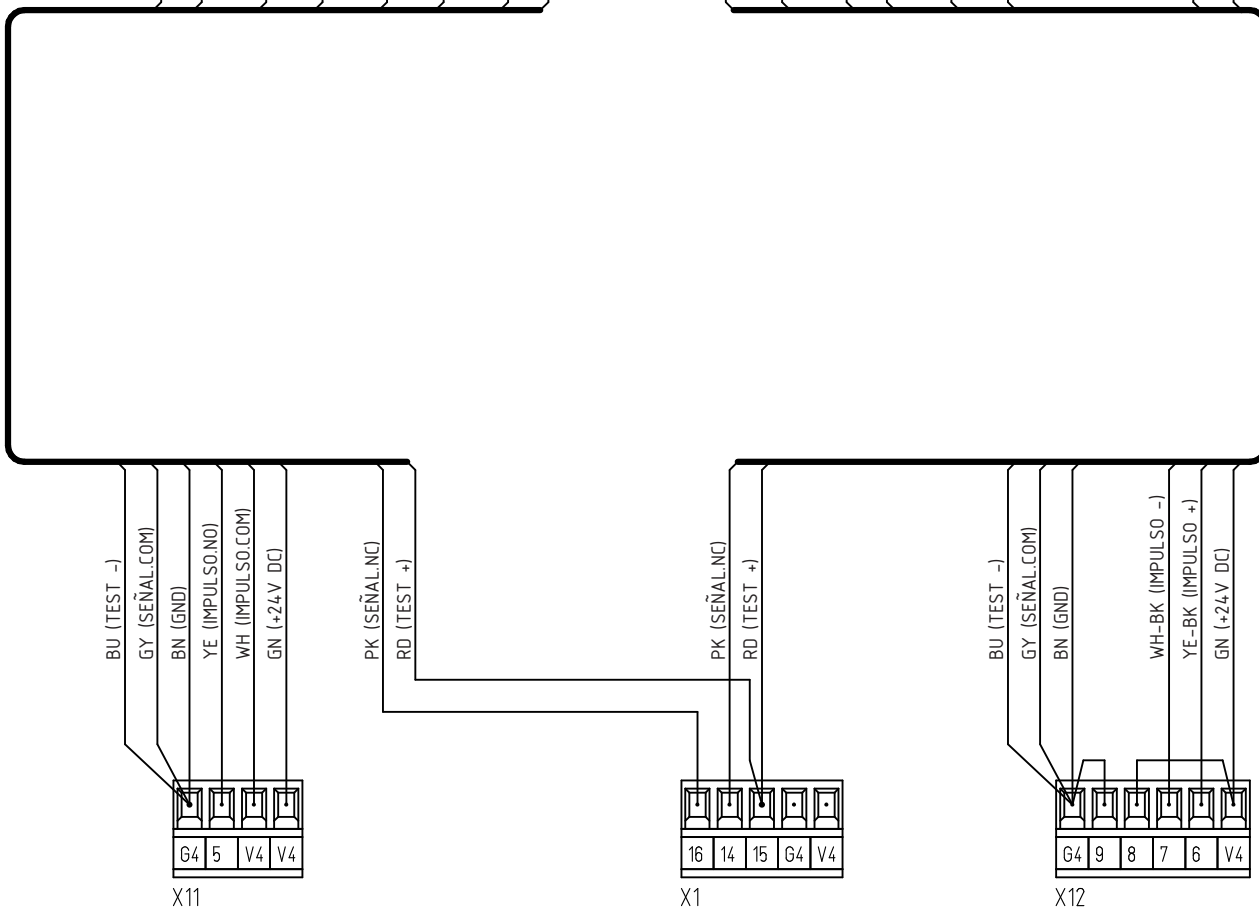 BU (TEST -)
GY (SEÑAL.COM)
BN (GND)
YE (IMPULSO.NO)
WH (IMPULSO.COM)
GN (+24V DC)
PK (SEÑAL.NC)
RD (TEST +)
PK (SEÑAL.NC)
RD (TEST +)
BU (TEST -)
GY (SEÑAL.COM)
BN (GND)
WH-BK (IMPULSO -)
YE-BK (IMPULSO +)
GN (+24V DC)
G4 5 V4 V4
X11
16 14 15 G4 V4
X1
G4 9 8 7 6 V4
X12